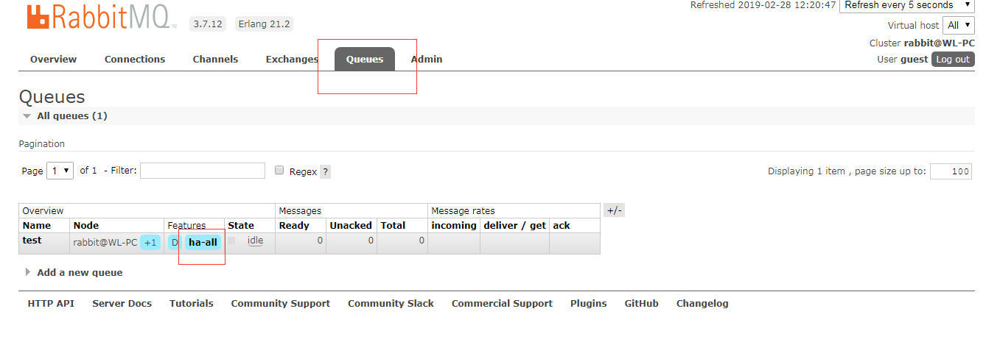 Refreshed 2019-02-28 12:20:47 Refresh every 5 seconds
RabbitMQ TM 3.7.12 Erlang 21.2
Virtual host All
Cluster rabbit@WL-PC
User guest Log out
Overview Connections Channels Exchanges Queues Admin
Queues
All queues (1)
Pagination
Page 1 of 1 - Filter: Regex ? Displaying 1 item , page size up to: 100
Overview Messages Message rates +/-
Name Node Features State Ready Unacked Total incoming deliver / get ack
test rabbit@WL-PC +1 D ha-all idle 0 0 0
Add a new queue
HTTP API Server Docs Tutorials Community Support Community Slack Commercial Support Plugins GitHub Changelog